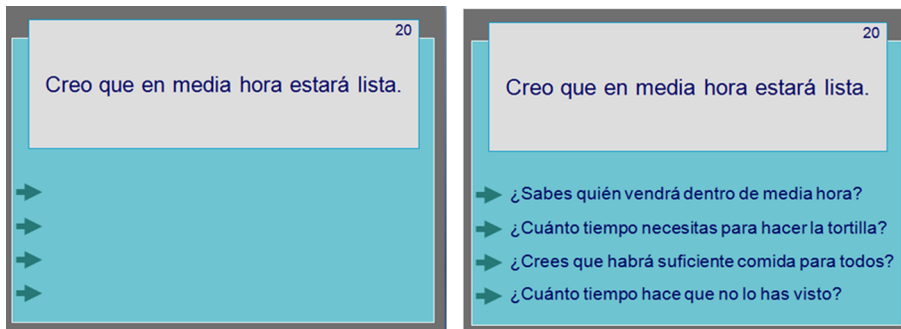 20
Creo que en media hora estará lista.
20
Creo que en media hora estará lista.
¿Sabes quién vendrá dentro de media hora?
¿Cuánto tiempo necesitas para hacer la tortilla?
¿Crees que habrá suficiente comida para todos?
¿Cuánto tiempo hace que no lo has visto?